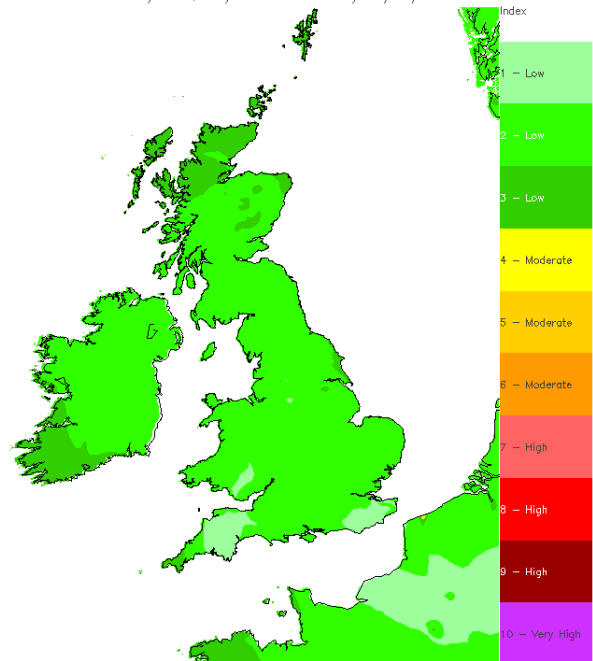 Index
1 – Low
2 – Low
3 – Low
4 – Moderate
5 – Moderate
6 – Moderate
7 – High
8 – High
9 – High
10 – Very High